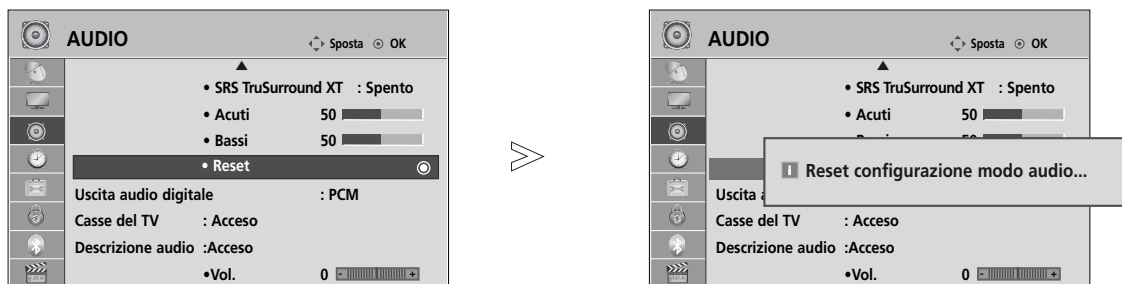 AUDIO
Sposta OK
• SRS TruSurround XT : Spento
• Acuti 50
• Bassi 50
• Reset
Uscita audio digitale : PCM
Casse del TV : Acceso
Descrizione audio :Acceso
•Vol. 0 - +
AUDIO
Sposta OK
• SRS TruSurround XT : Spento
• Acuti 50
Reset configurazione modo audio...
Uscita
Casse del TV : Acceso
Descrizione audio :Acceso
•Vol. 0 - +